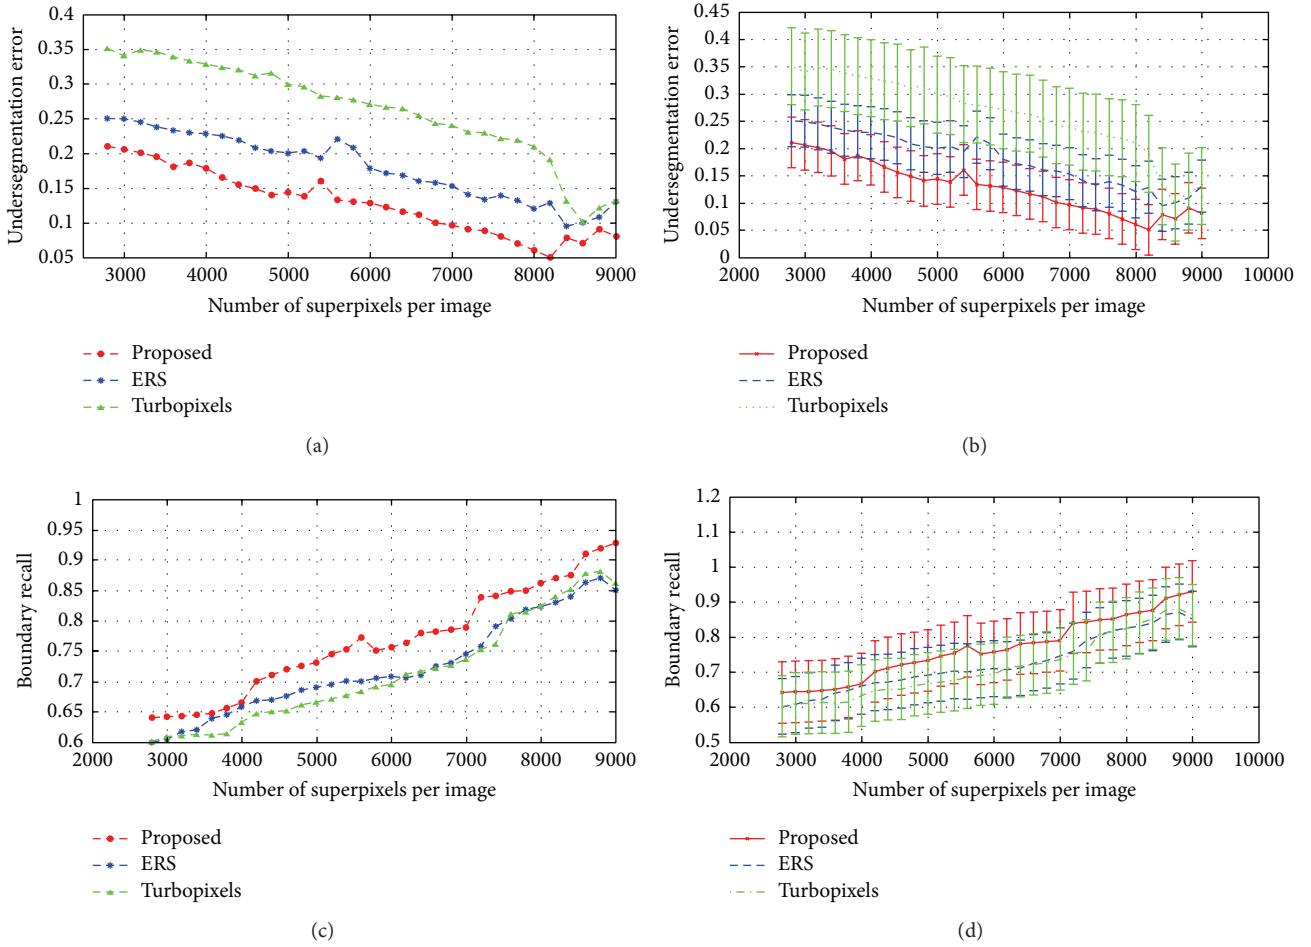 0.4
0.35
0.3
0.25
0.2
0.15
0.1
0.05
Undersegmentation error
3000 4000 5000 6000 7000 8000 9000
Number of superpixels per image
Proposed
ERS
Turbopixels
(a)
0.45
0.4
0.35
0.3
0.25
0.2
0.15
0.1
0.05
0
Undersegmentation error
2000 3000 4000 5000 6000 7000 8000 9000 10000
Number of superpixels per image
Proposed
ERS
Turbopixels
(b)
1
0.95
0.9
0.85
0.8
0.75
0.7
0.65
0.6
Boundary recall
2000 3000 4000 5000 6000 7000 8000 9000
Number of superpixels per image
Proposed
ERS
Turbopixels
(c)
1.2
1.1
1
0.9
0.8
0.7
0.6
0.5
Boundary recall
2000 3000 4000 5000 6000 7000 8000 9000 10000
Number of superpixels per image
Proposed
ERS
Turbopixels
(d)